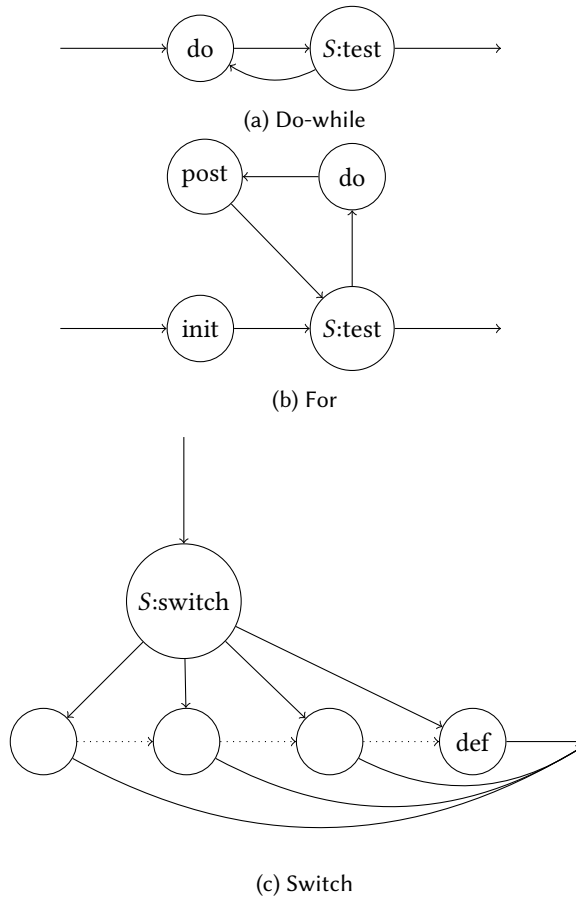 do S:test
(a) Do-while
post do
init S:test
(b) For
S:switch
def
(c) Switch